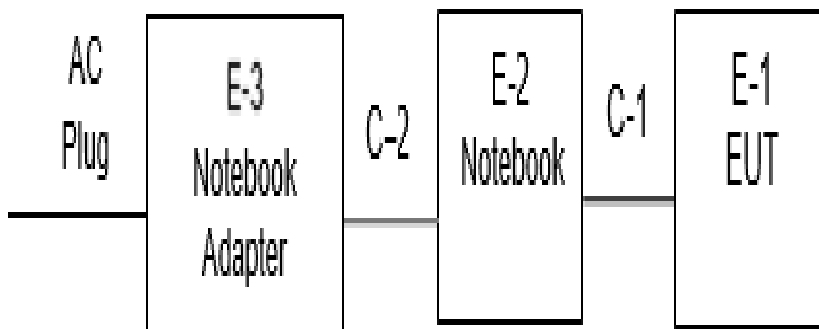 AC
Plug
E-3
Notebook
Adapter
C-2
E-2
Notebook
C-1
E-1
EUT